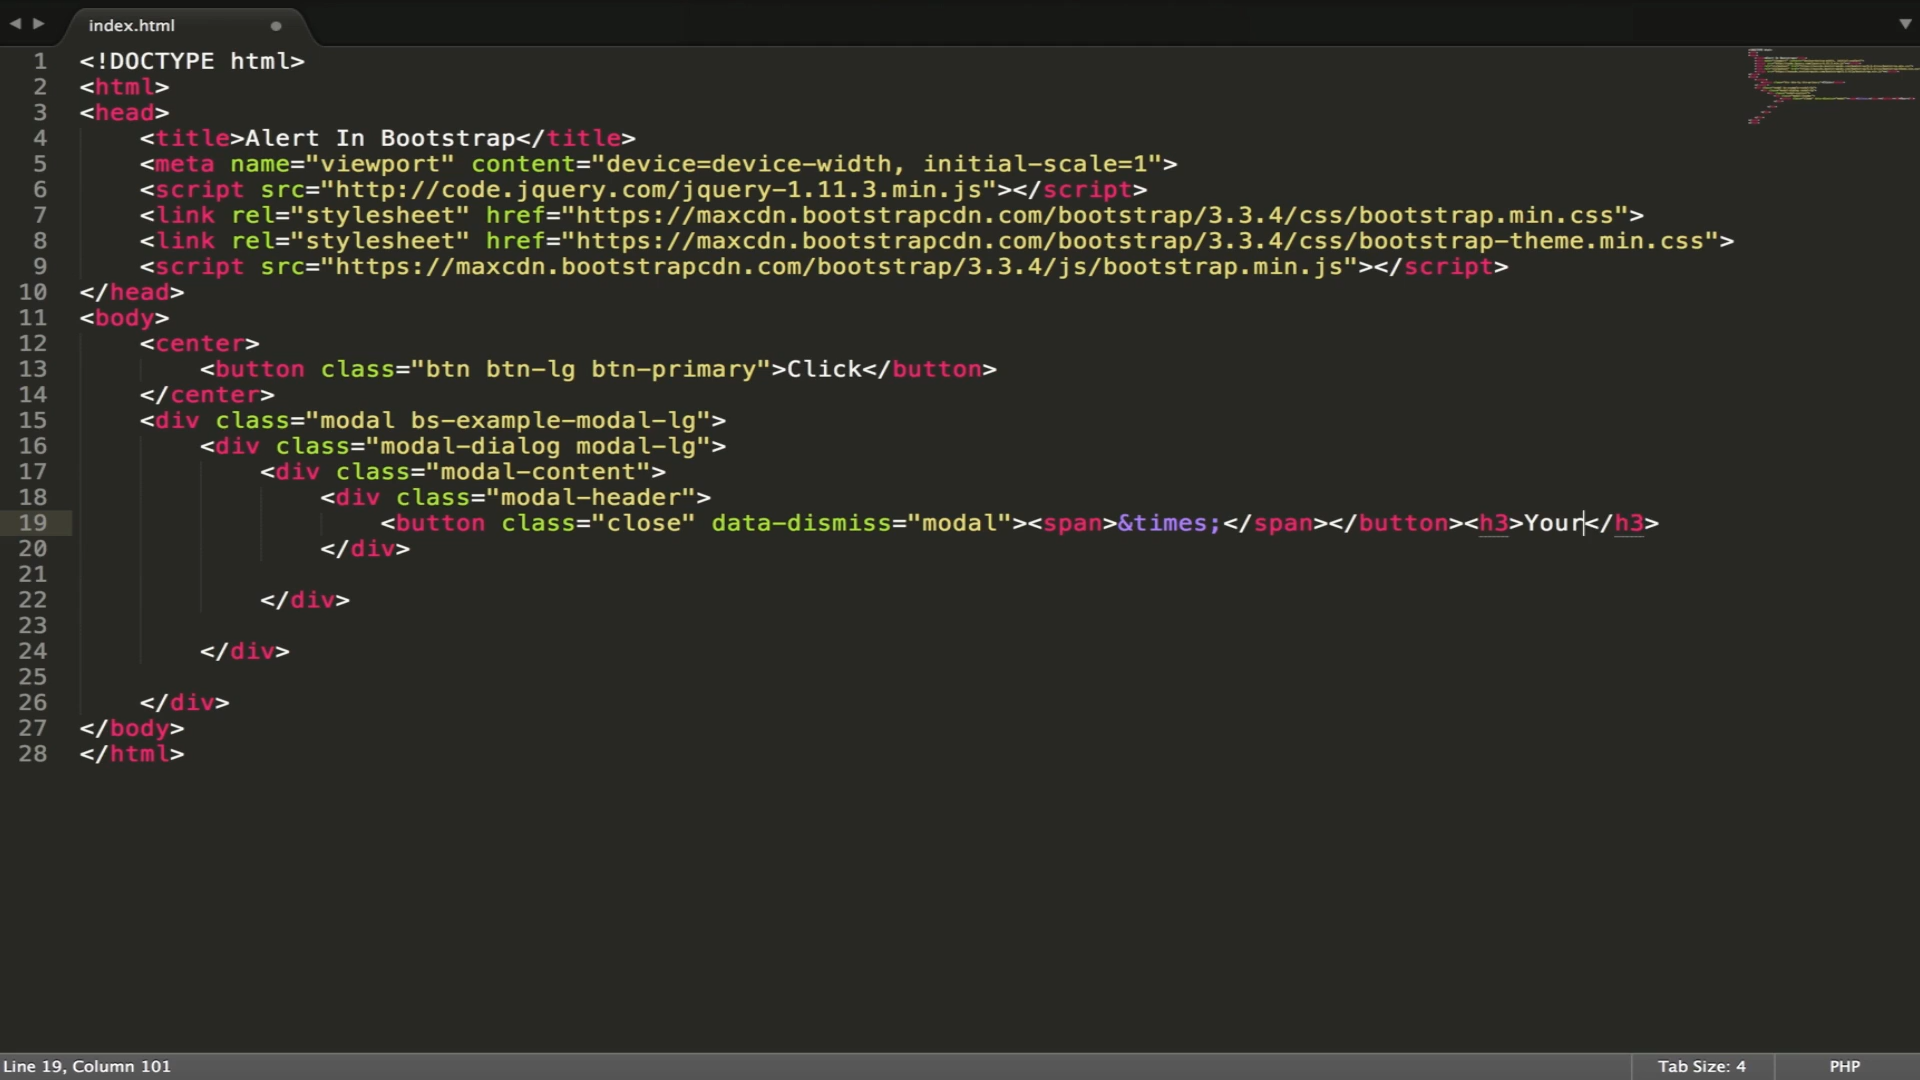 index.html
1 <!DOCTYPE html>
2 <html>
3 <head>
4 <title>Alert In Bootstrap</title>
5 <meta name="viewport" content="device=device-width, initial-scale=1">
6 <script src="http://code.jquery.com/jquery-1.11.3.min.js"></script>
7 <link rel="stylesheet" href="https://maxcdn.bootstrapcdn.com/bootstrap/3.3.4/css/bootstrap.min.css">
8 <link rel="stylesheet" href="https://maxcdn.bootstrapcdn.com/bootstrap/3.3.4/css/bootstrap-theme.min.css">
9 <script src="https://maxcdn.bootstrapcdn.com/bootstrap/3.3.4/js/bootstrap.min.js"></script>
10 </head>
11 <body>
12 <center>
13 <button class="btn btn-lg btn-primary">Click</button>
14 </center>
15 <div class="modal bs-example-modal-lg">
16 <div class="modal-dialog modal-lg">
17 <div class="modal-content">
18 <div class="modal-header">
19 <button class="close" data-dismiss="modal"><span>&times;</span></button><h3>Your</h3>
20 </div>
21
22 </div>
23
24 </div>
25
26 </div>
27 </body>
28 </html>
Line 19, Column 101
Tab Size: 4
PHP